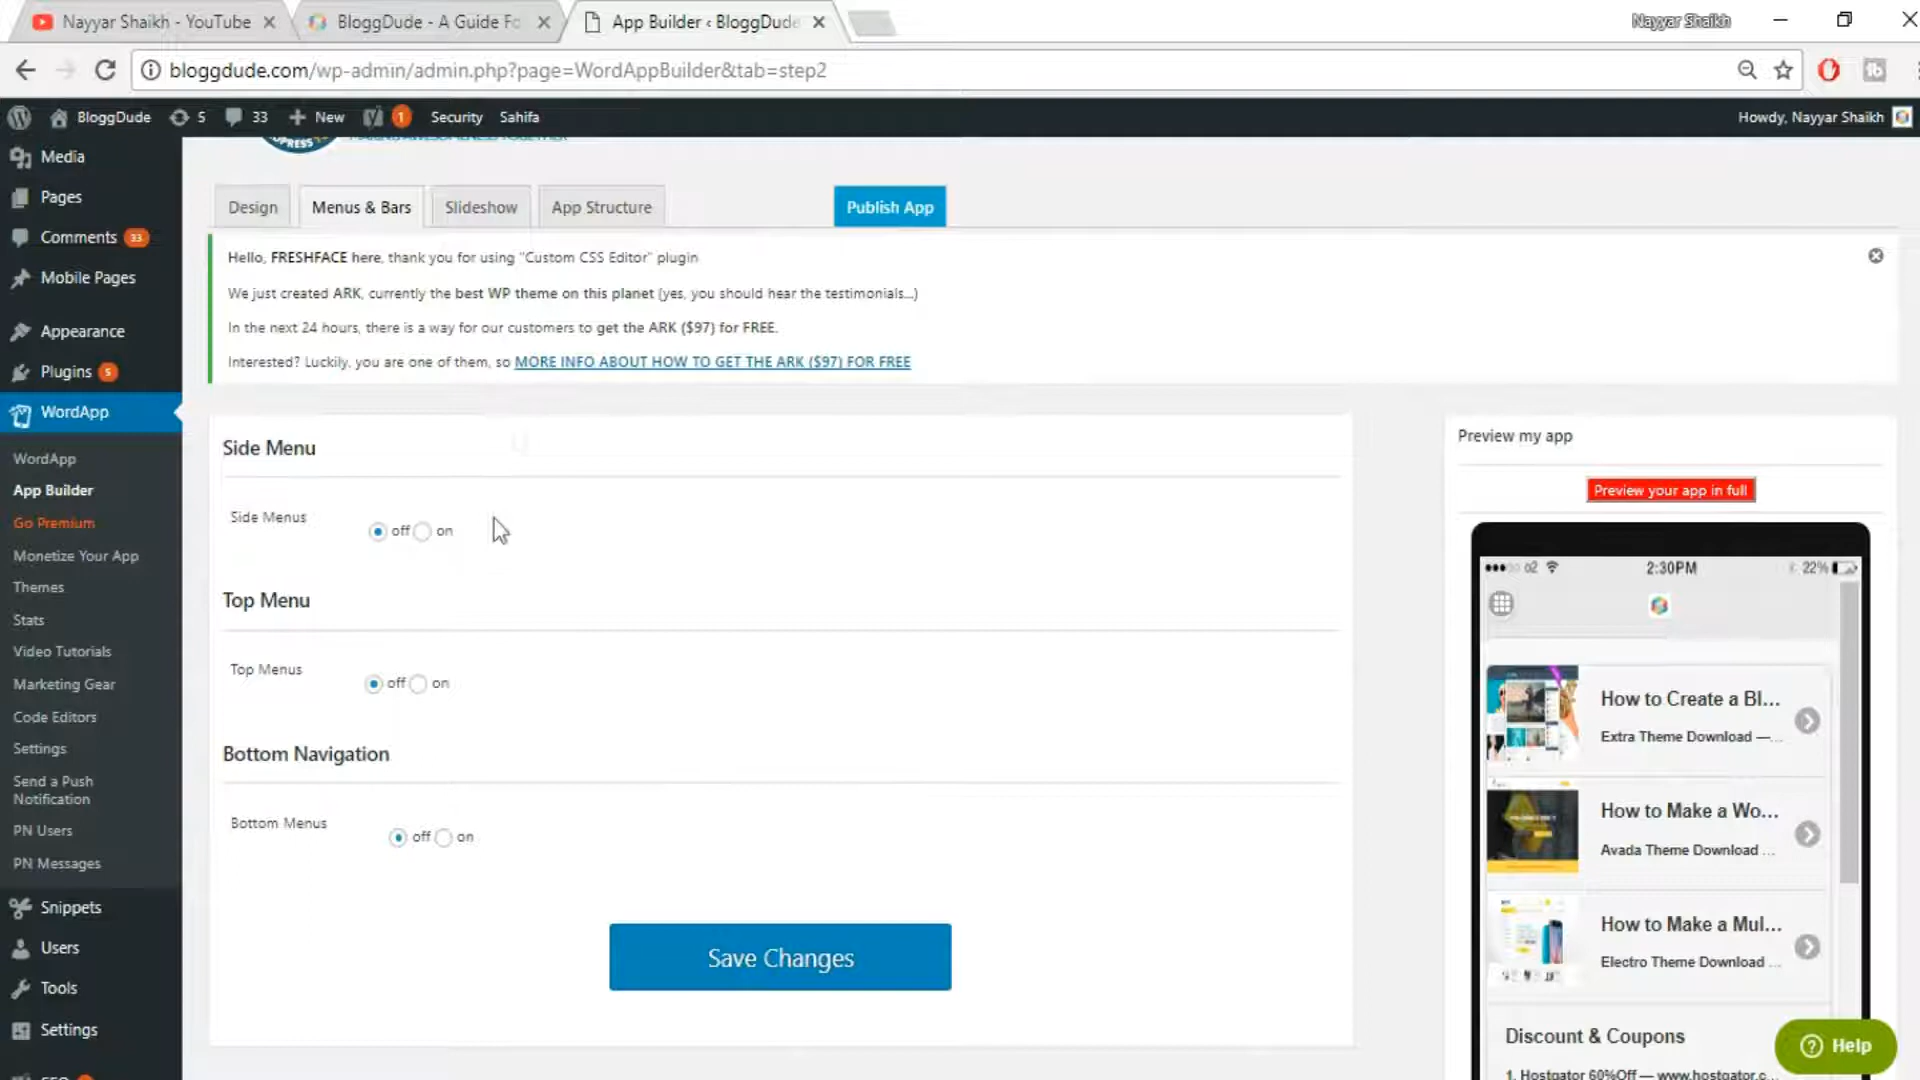 Nayyar Shaikh - YouTube
BloggDude - A Guide Fo
App Builder ‹ BloggDude
Nayyar Shaikh
bloggdude.com/wp-admin/admin.php?page=WordAppBuilder&tab=step2
BloggDude 5 33 New 1 Security Sahifa
Howdy, Nayyar Shaikh
Media
Pages
Comments 33
Mobile Pages
Appearance
Plugins 5
WordApp
WordApp
App Builder
Go Premium
Monetize Your App
Themes
Stats
Video Tutorials
Marketing Gear
Code Editors
Settings
Send a Push
Notification
PN Users
PN Messages
Snippets
Users
Tools
Settings
Design
Menus & Bars
Slideshow
App Structure
Publish App
Hello, FRESHFACE here, thank you for using "Custom CSS Editor" plugin
We just created ARK, currently the best WP theme on this planet (yes, you should hear the testimonials...)
In the next 24 hours, there is a way for our customers to get the ARK ($97) for FREE.
Interested? Luckily, you are one of them, so MORE INFO ABOUT HOW TO GET THE ARK ($97) FOR FREE
Side Menu
Side Menus off on
Top Menu
Top Menus off on
Bottom Navigation
Bottom Menus off on
Save Changes
Preview my app
Preview your app in full
o2 2:30PM 22%
How to Create a Bl...
Extra Theme Download —...
How to Make a Wo...
Avada Theme Download ...
How to Make a Mul...
Electro Theme Download ...
Discount & Coupons
1. Hostgator 60%Off — www.hostgator.c...
Help